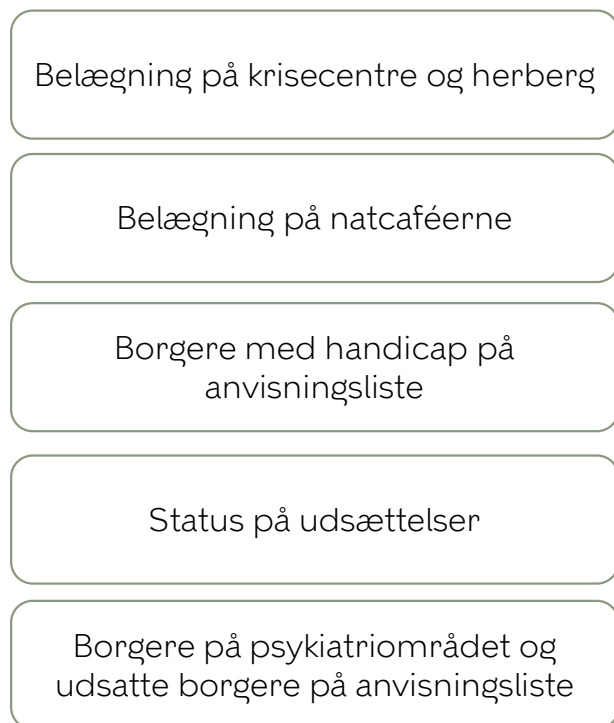 Belægning på krisecentre og herberg
Belægning på natcaféerne
Borgere med handicap på
anvisningsliste
Status på udsættelser
Borgere på psykiatriområdet og
udsatte borgere på anvisningsliste